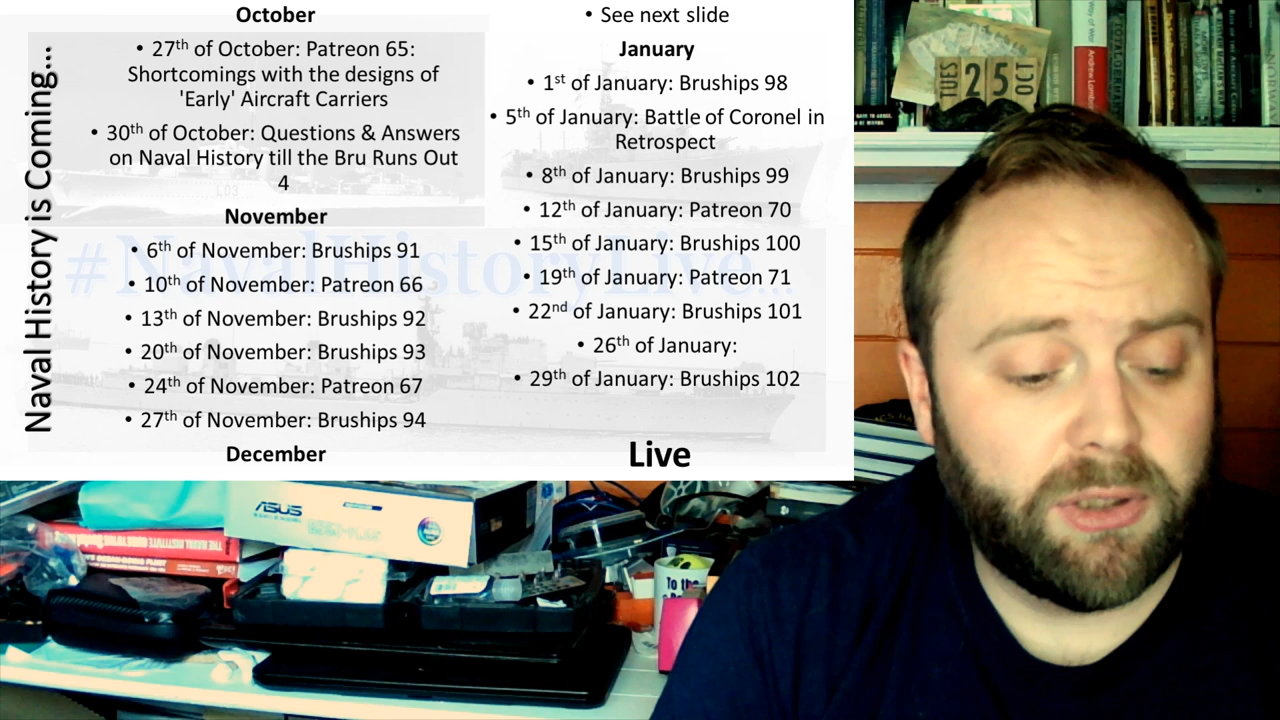 Naval History is Coming...
October
• 27th of October: Patreon 65:
Shortcomings with the designs of
'Early' Aircraft Carriers
• 30th of October: Questions & Answers
on Naval History till the Bru Runs Out
4
November
• 6th of November: Bruships 91
• 10th of November: Patreon 66
• 13th of November: Bruships 92
• 20th of November: Bruships 93
• 24th of November: Patreon 67
• 27th of November: Bruships 94
December
• See next slide
January
• 1st of January: Bruships 98
• 5th of January: Battle of Coronel in
Retrospect
• 8th of January: Bruships 99
• 12th of January: Patreon 70
• 15th of January: Bruships 100
• 19th of January: Patreon 71
• 22nd of January: Bruships 101
• 26th of January:
• 29th of January: Bruships 102
Live
#NavalHistoryLive...
L03
TUES
25
OCT
ASUS
To the